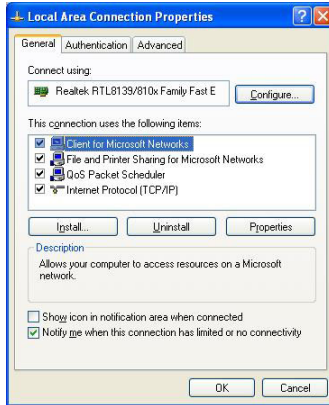 Local Area Connection Properties
General Authentication Advanced
Connect using:
Realtek RTL8139/810x Family Fast E Configure...
This connection uses the following items:
Client for Microsoft Networks
File and Printer Sharing for Microsoft Networks
QoS Packet Scheduler
Internet Protocol (TCP/IP)
Install... Uninstall Properties
Description
Allows your computer to access resources on a Microsoft
network.
Show icon in notification area when connected
Notify me when this connection has limited or no connectivity
OK Cancel